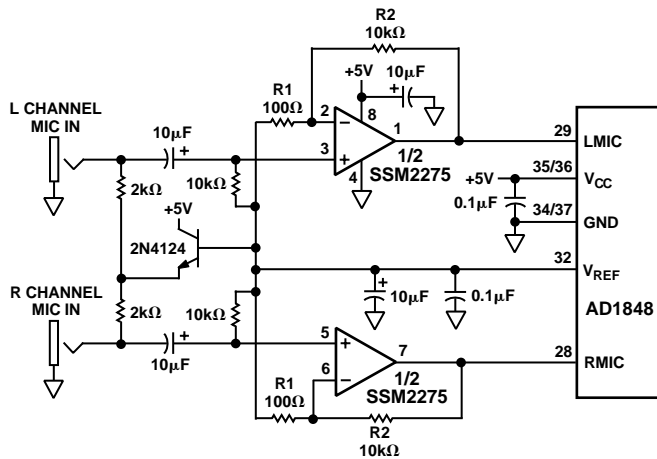 R2
10kΩ
+5V
10µF
+
R1
100Ω
L CHANNEL
MIC IN
10µF
+
2
8
1
3
4
−
+
1/2
SSM2275
29
LMIC
2kΩ
10kΩ
+5V
35/36
VCC
0.1µF
34/37
GND
+5V
2N4124
32
VREF
R CHANNEL
MIC IN
2kΩ
10kΩ
+
10µF
0.1µF
AD1848
+
10µF
5
6
7
+
−
28
RMIC
1/2
SSM2275
R1
100Ω
R2
10kΩ